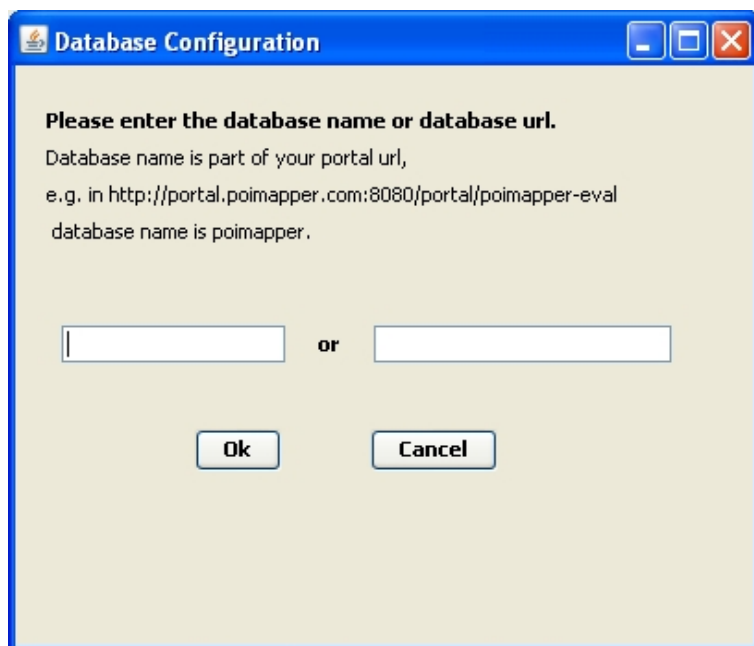 Database Configuration
Please enter the database name or database url.
Database name is part of your portal url,
e.g. in http://portal.poimapper.com:8080/portal/poimapper-eval
database name is poimapper.
or
Ok Cancel